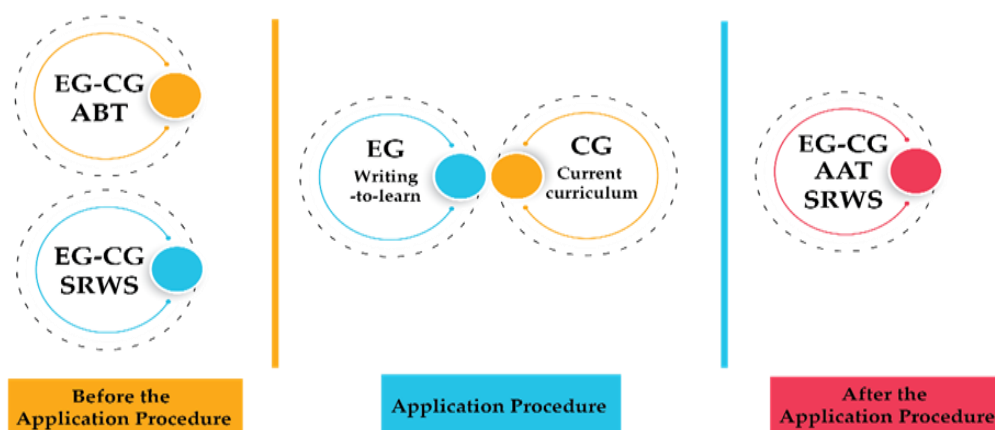 EG-CG
ABT
EG-CG
SRWS
Before the
Application Procedure
EG
Writing
-to-learn
CG
Current
curriculum
Application Procedure
EG-CG
AAT
SRWS
After the
Application Procedure